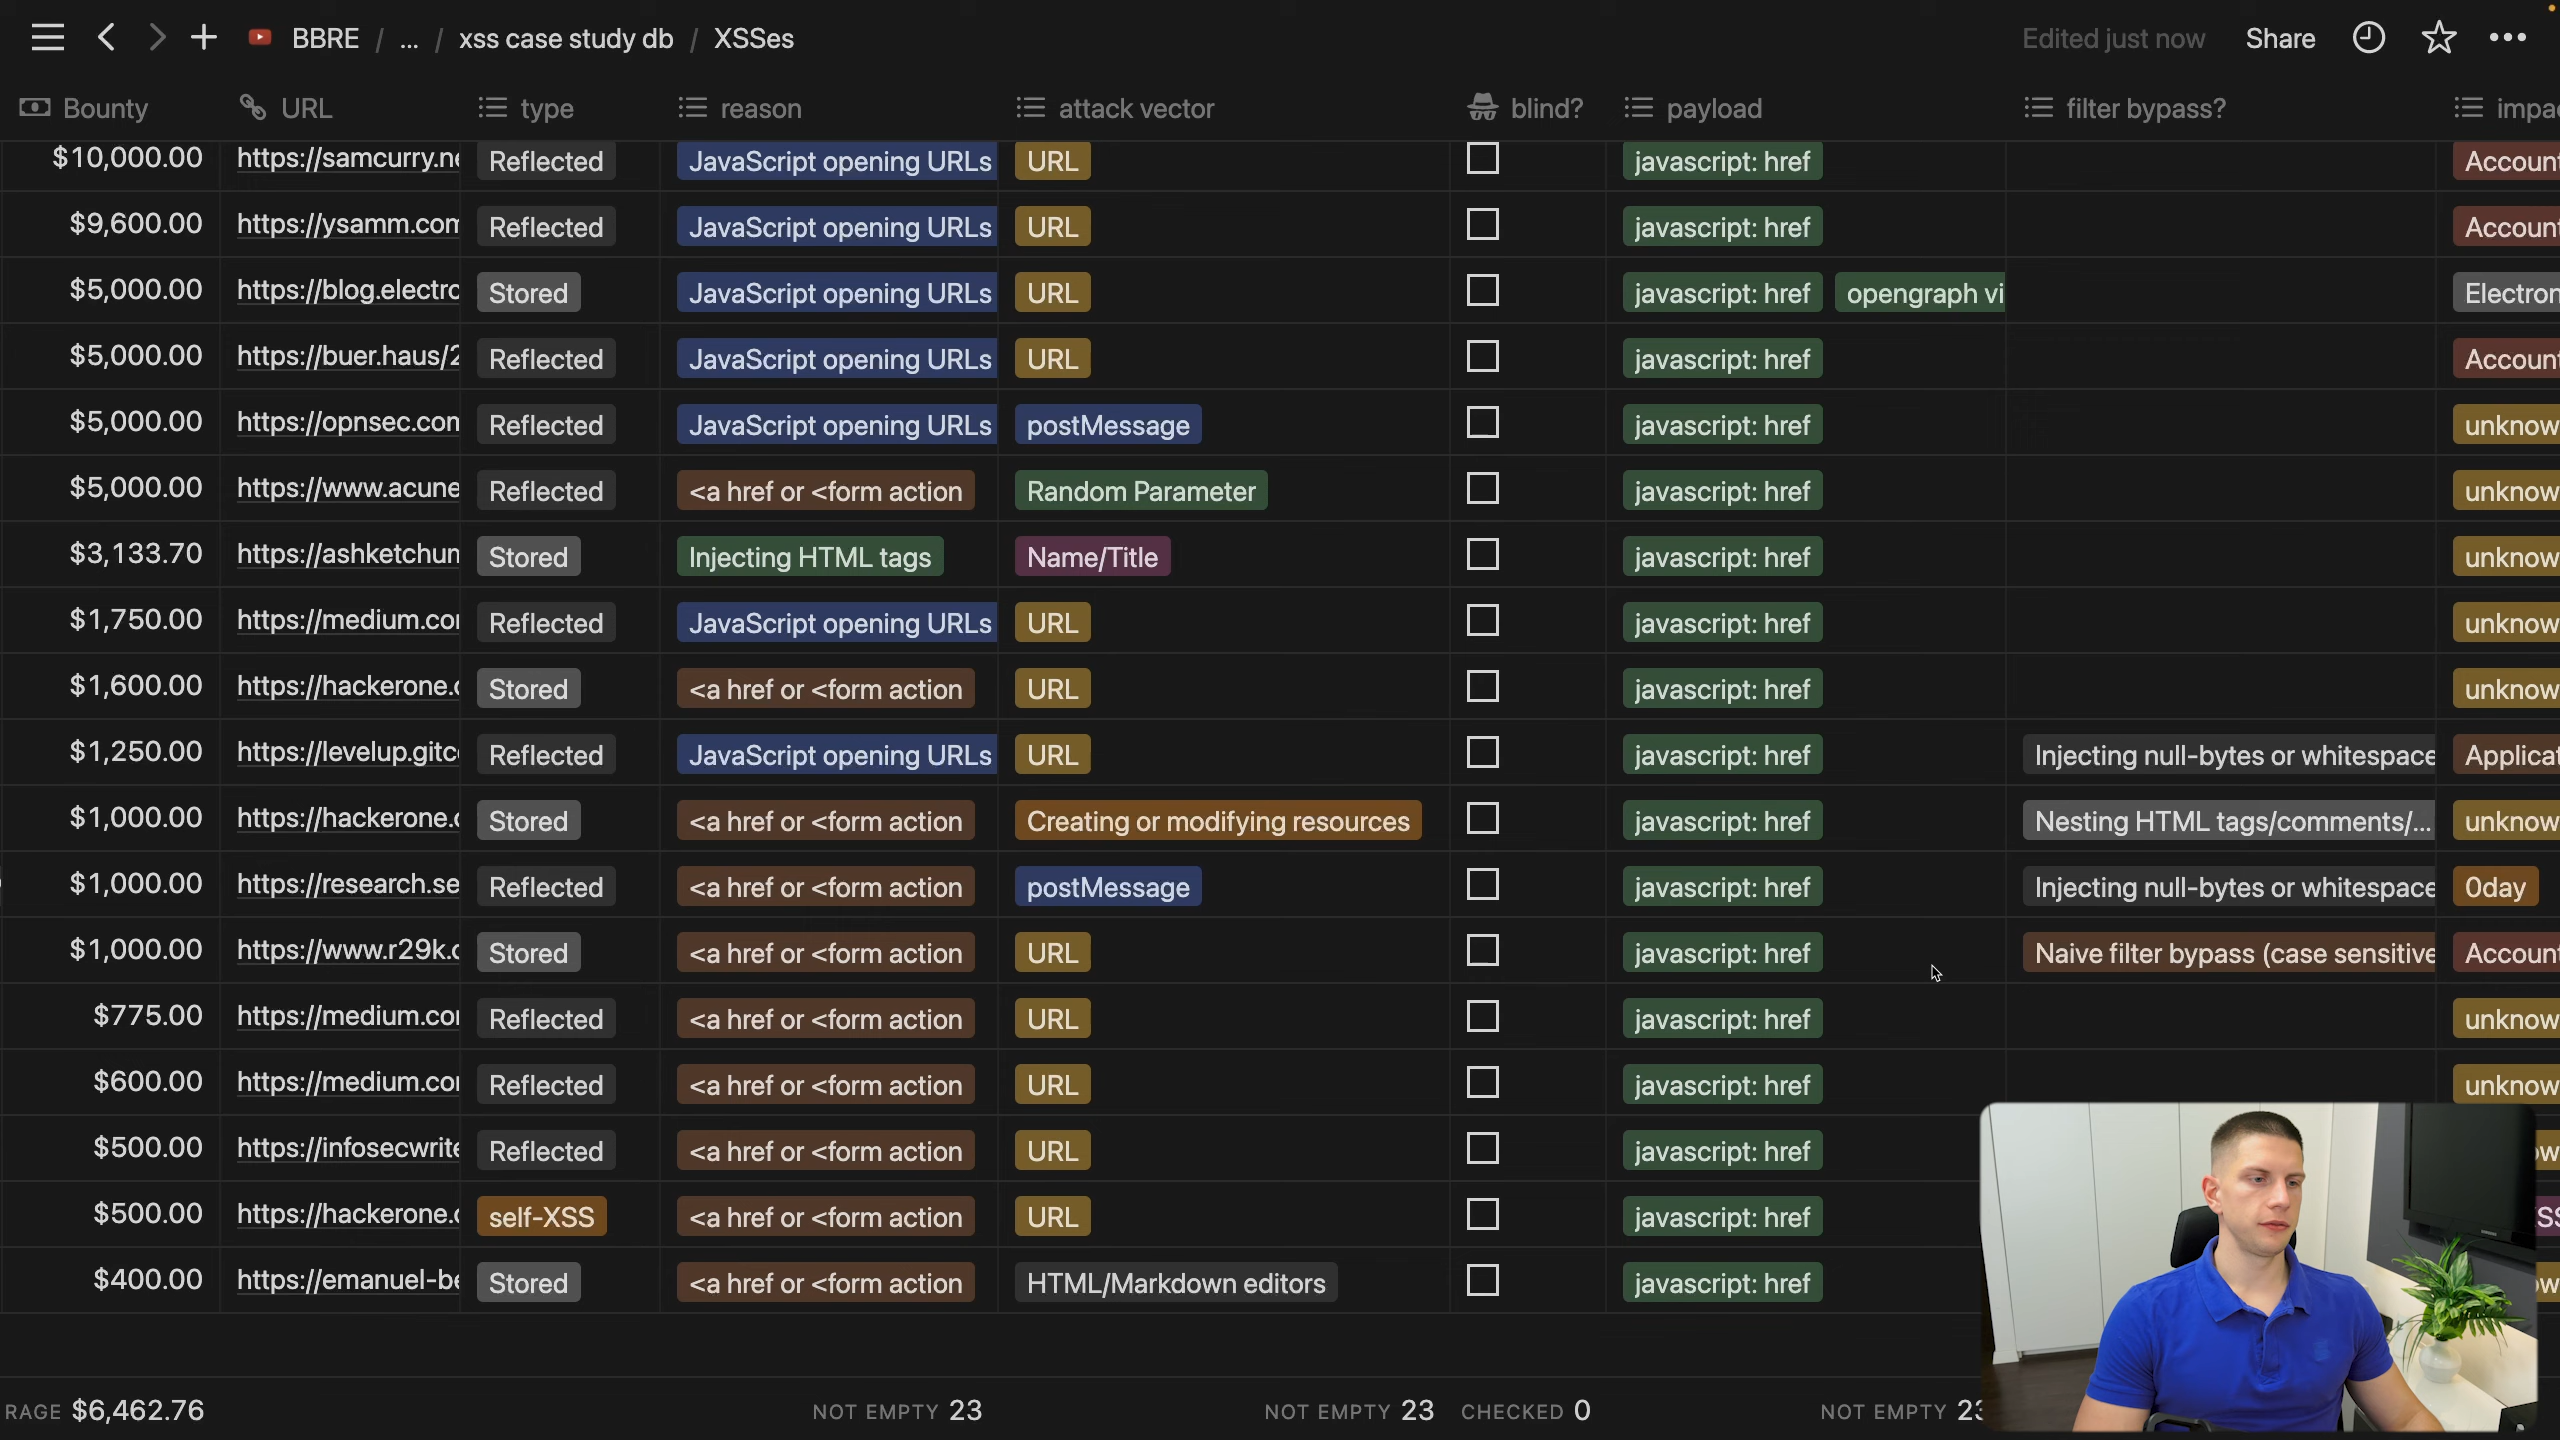 BBRE / ... / xss case study db / XSSes Edited just now Share
Bounty URL type reason attack vector blind? payload filter bypass? impac
$10,000.00 https://samcurry.ne Reflected JavaScript opening URLs URL javascript: href Account
$9,600.00 https://ysamm.com Reflected JavaScript opening URLs URL javascript: href Account
$5,000.00 https://blog.electro Stored JavaScript opening URLs URL javascript: href opengraph vi Electron
$5,000.00 https://buer.haus/2 Reflected JavaScript opening URLs URL javascript: href Account
$5,000.00 https://opnsec.com Reflected JavaScript opening URLs postMessage javascript: href unknow
$5,000.00 https://www.acune Reflected <a href or <form action Random Parameter javascript: href unknow
$3,133.70 https://ashketchum Stored Injecting HTML tags Name/Title javascript: href unknow
$1,750.00 https://medium.com Reflected JavaScript opening URLs URL javascript: href unknow
$1,600.00 https://hackerone.c Stored <a href or <form action URL javascript: href unknow
$1,250.00 https://levelup.gitc Reflected JavaScript opening URLs URL javascript: href Injecting null-bytes or whitespace Applicat
$1,000.00 https://hackerone.c Stored <a href or <form action Creating or modifying resources javascript: href Nesting HTML tags/comments/... unknow
$1,000.00 https://research.se Reflected <a href or <form action postMessage javascript: href Injecting null-bytes or whitespace 0day
$1,000.00 https://www.r29k.c Stored <a href or <form action URL javascript: href Naive filter bypass (case sensitive Account
$775.00 https://medium.com Reflected <a href or <form action URL javascript: href unknow
$600.00 https://medium.com Reflected <a href or <form action URL javascript: href unknow
$500.00 https://infosecwrite Reflected <a href or <form action URL javascript: href ow
$500.00 https://hackerone.c self-XSS <a href or <form action URL javascript: href SS
$400.00 https://emanuel-be Stored <a href or <form action HTML/Markdown editors javascript: href ow
RAGE $6,462.76 NOT EMPTY 23 NOT EMPTY 23 CHECKED 0 NOT EMPTY 23